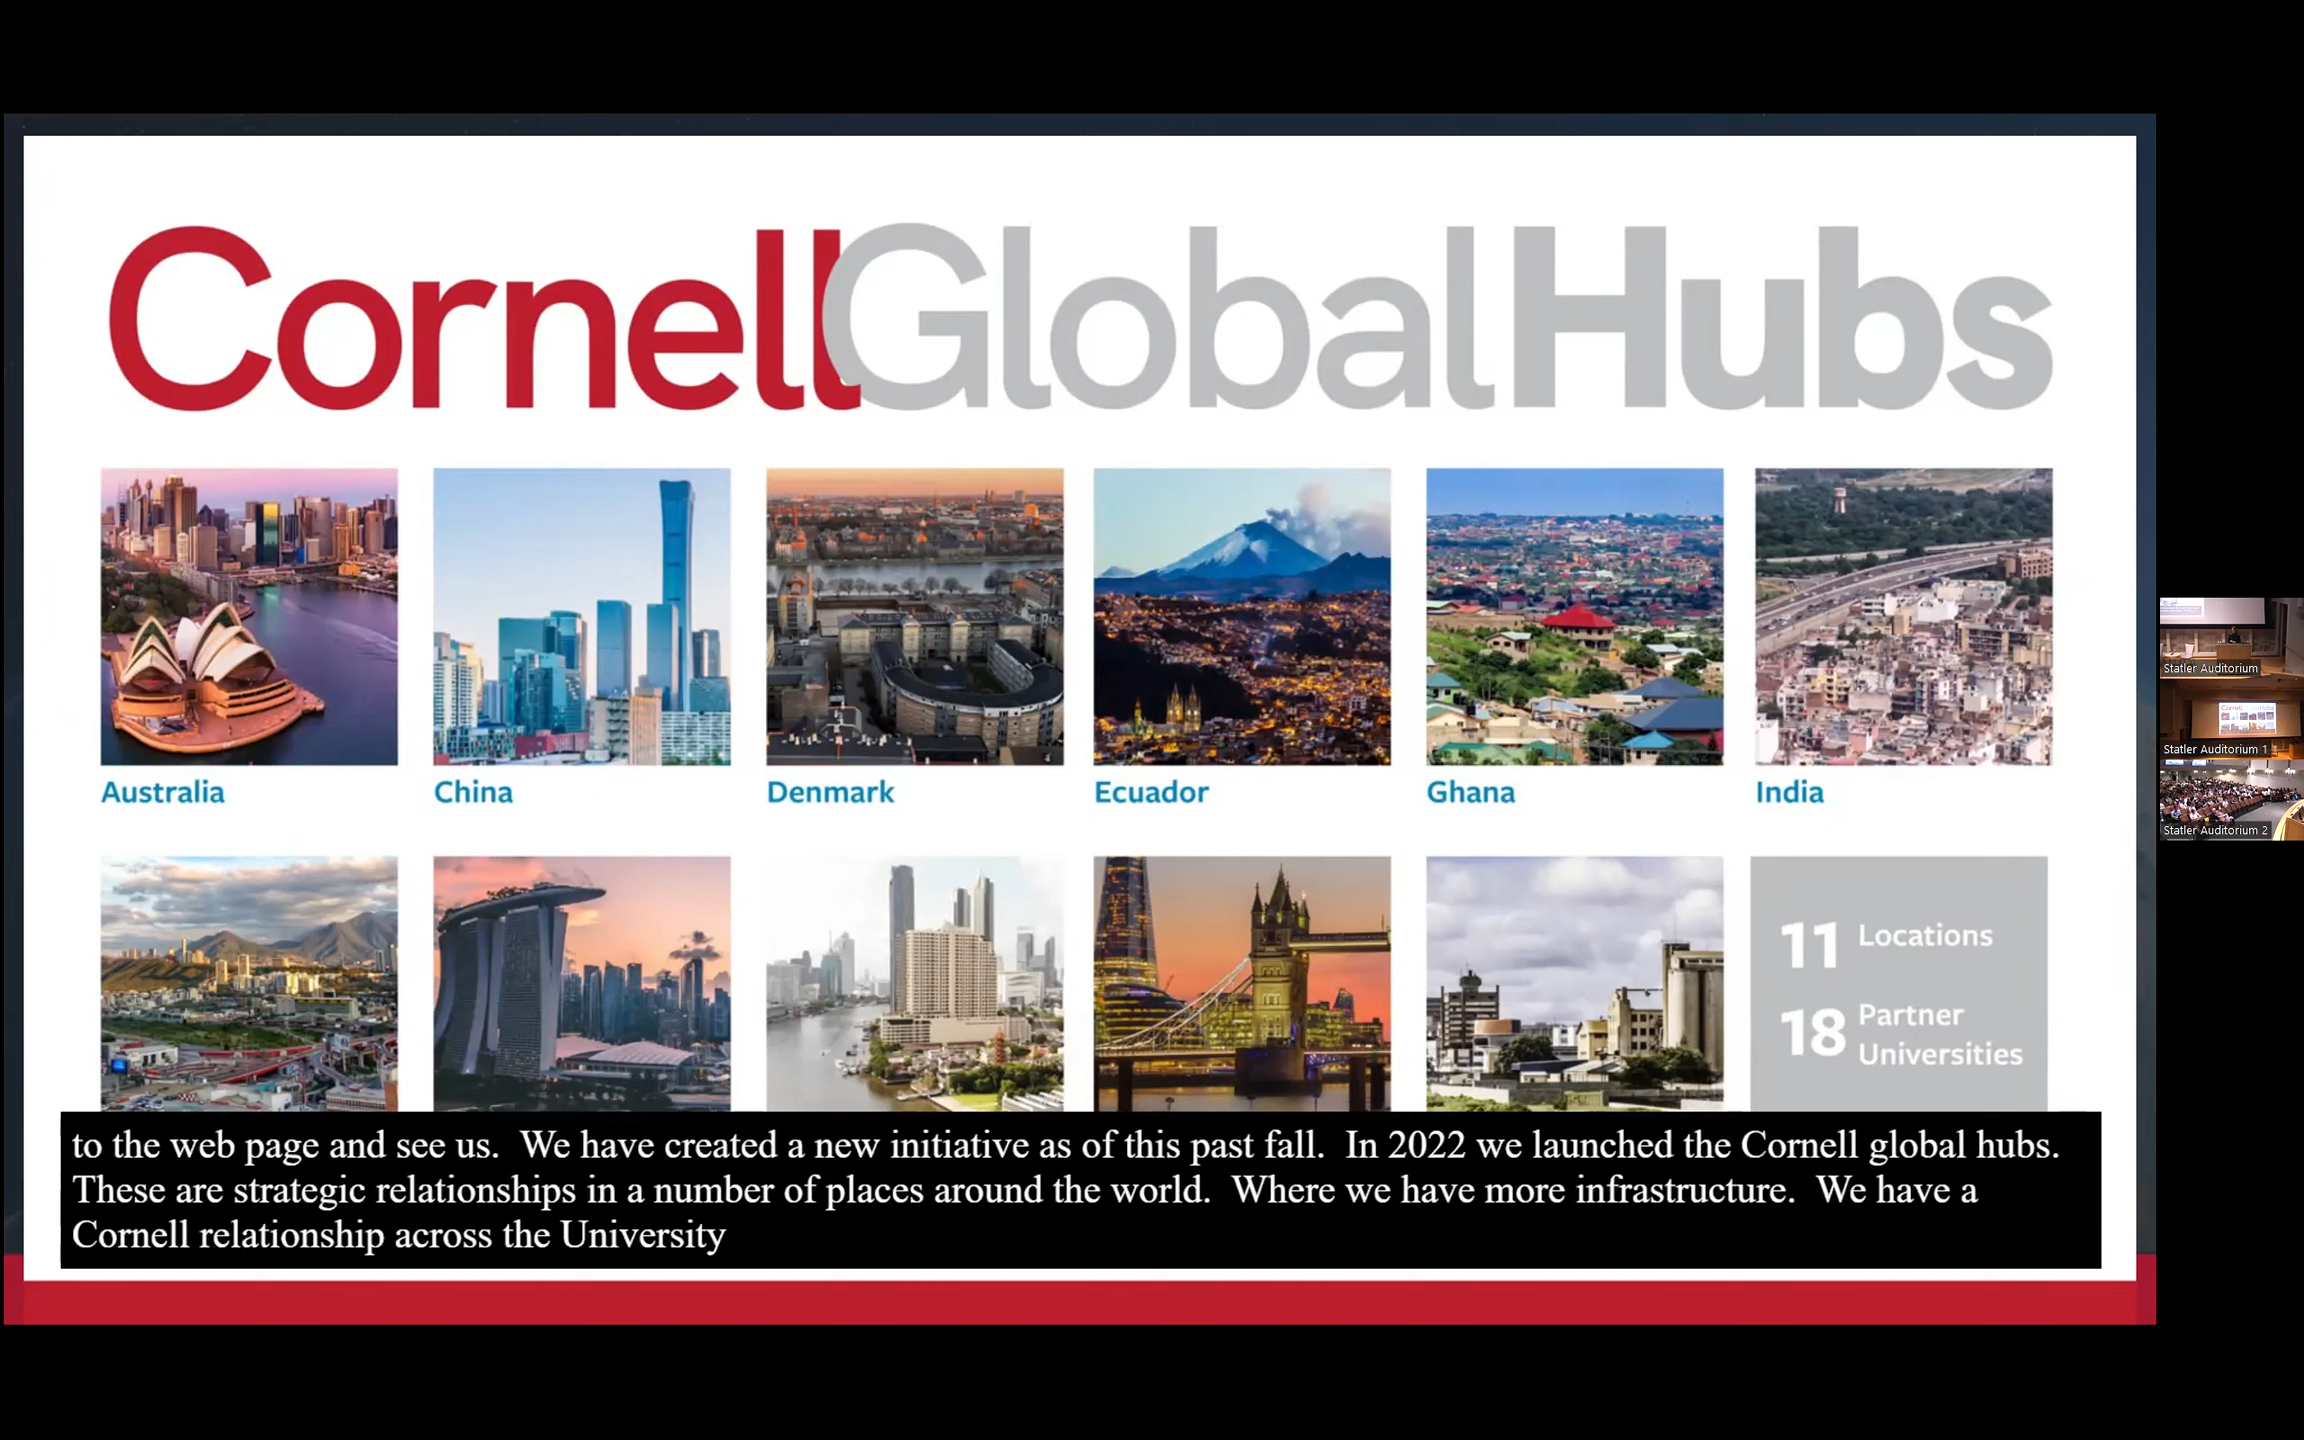 CornellGlobalHubs
Australia
China
Denmark
Ecuador
Ghana
India
11 Locations
18 Partner
Universities
to the web page and see us.  We have created a new initiative as of this past fall.  In 2022 we launched the Cornell global hubs.
These are strategic relationships in a number of places around the world.  Where we have more infrastructure.  We have a
Cornell relationship across the University
Statler Auditorium
Statler Auditorium 1
Statler Auditorium 2